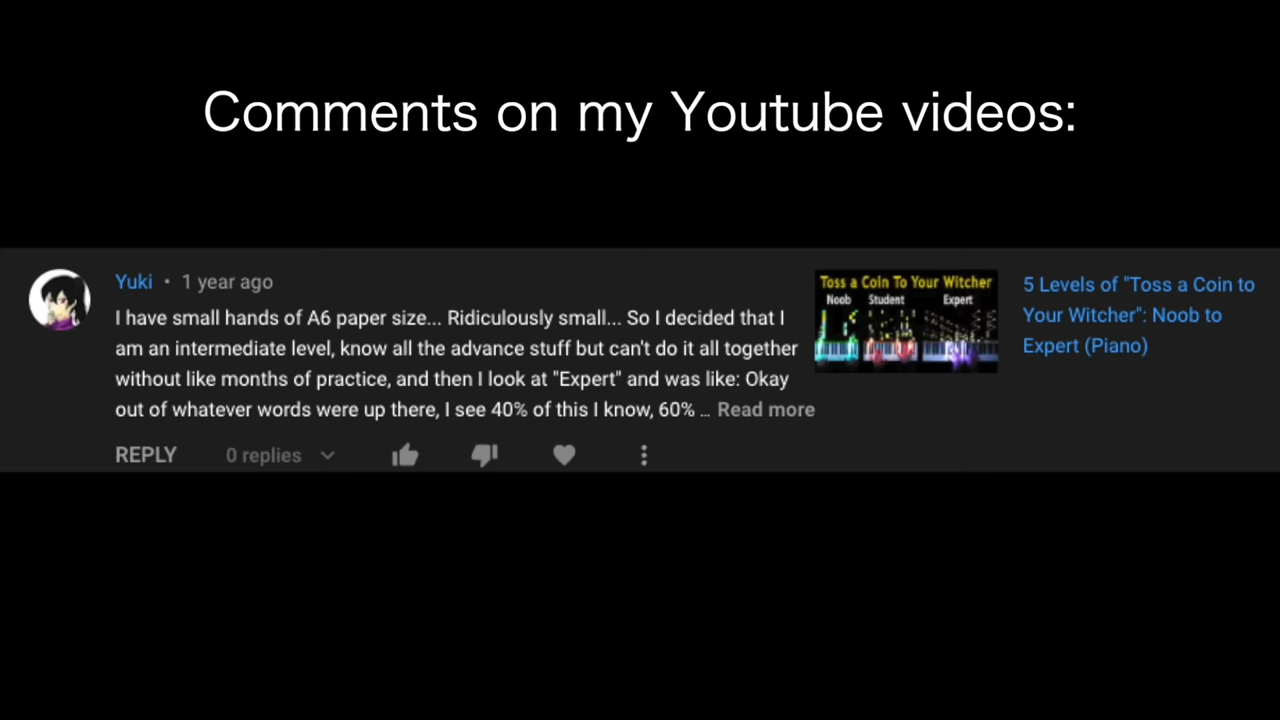 Comments on my Youtube videos:
Yuki • 1 year ago
I have small hands of A6 paper size... Ridiculously small... So I decided that I
am an intermediate level, know all the advance stuff but can't do it all together
without like months of practice, and then I look at "Expert" and was like: Okay
out of whatever words were up there, I see 40% of this I know, 60% ... Read more
REPLY 0 replies
Toss a Coin To Your Witcher
Noob Student Expert
5 Levels of "Toss a Coin to
Your Witcher": Noob to
Expert (Piano)